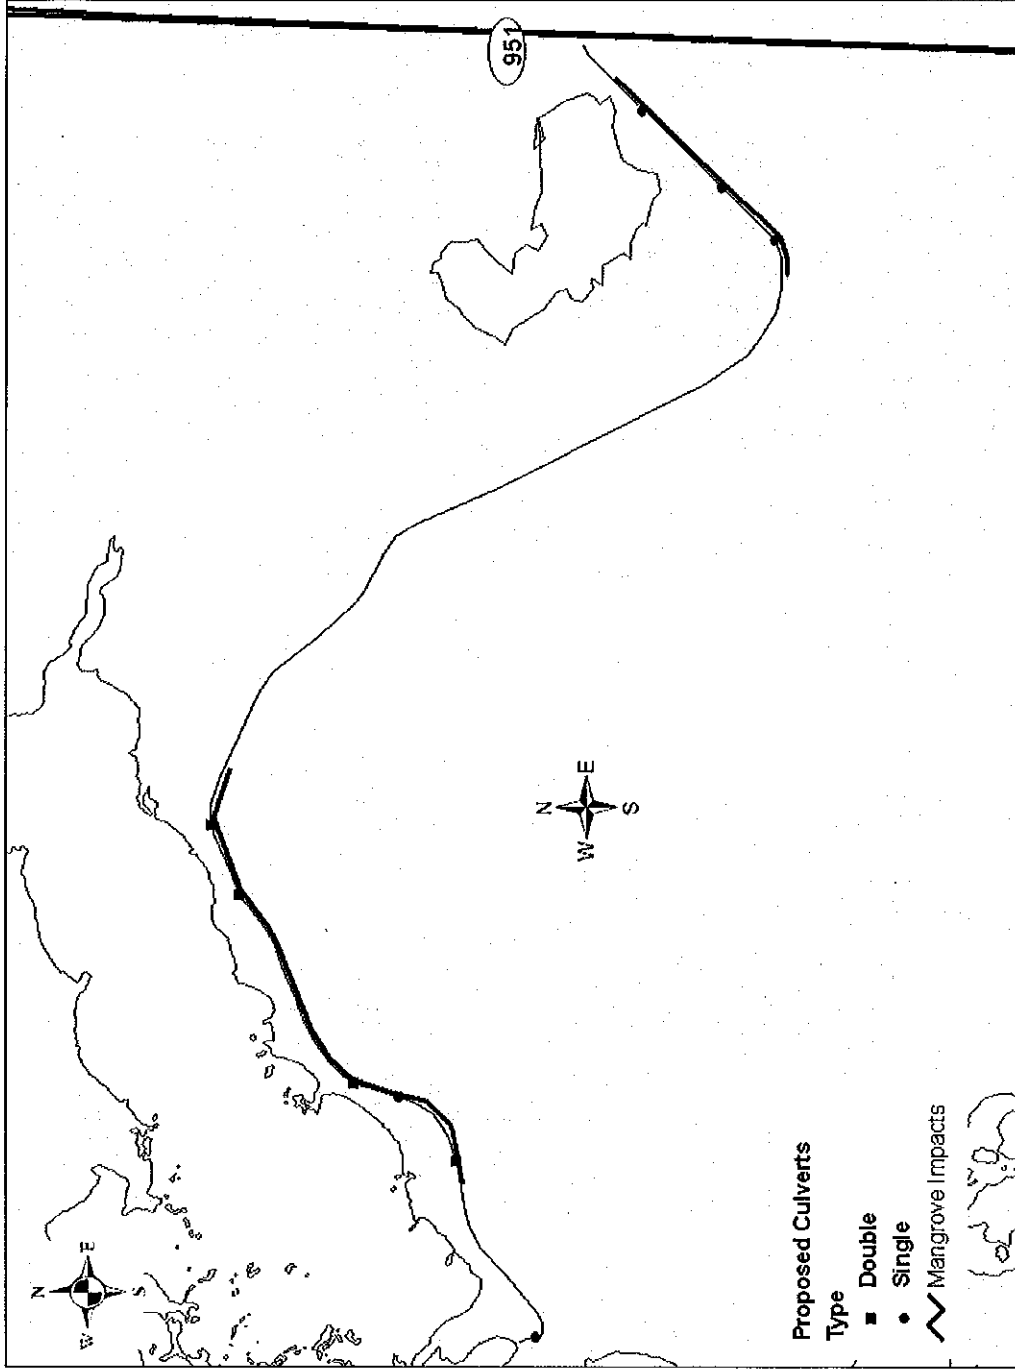 951
N
W E
S
N
W E
S
Proposed Culverts
Type
Double
Single
Mangrove Impacts